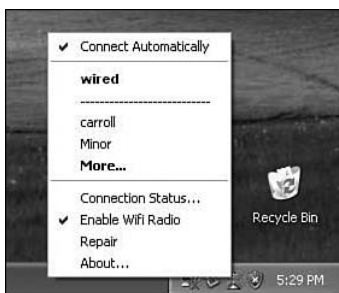 Connect Automatically
wired
---------------------------
carroll
Minor
More...
Connection Status...
Enable Wifi Radio
Repair
About...
Recycle Bin
5:29 PM